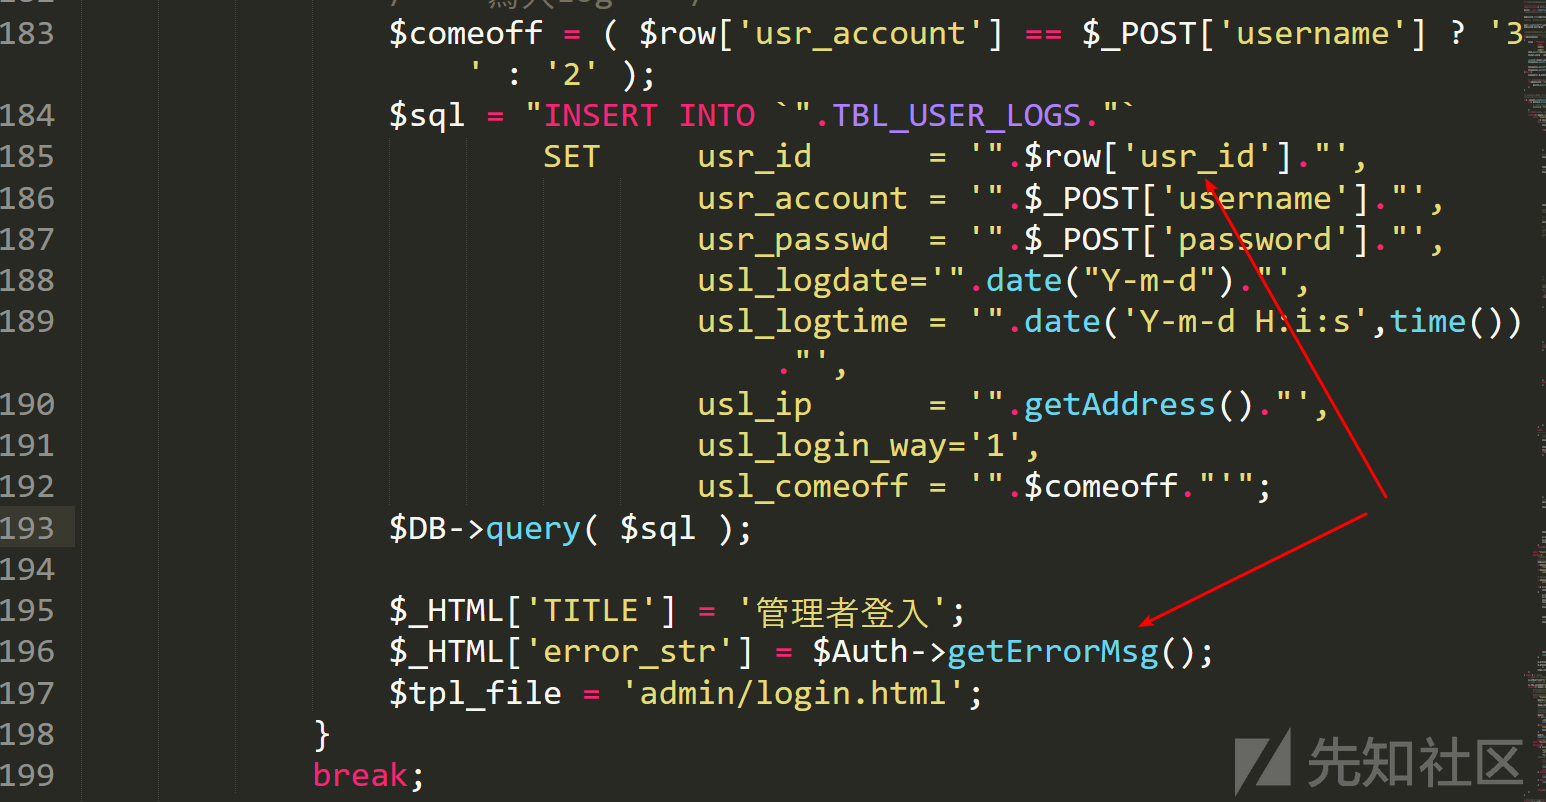 183 $comeoff = ( $row['usr_account'] == $_POST['username'] ? '3
' : '2' );
184 $sql = "INSERT INTO `".TBL_USER_LOGS."`
185 SET usr_id = '".$row['usr_id']."',
186 usr_account = '".$_POST['username']."',
187 usr_passwd = '".$_POST['password']."',
188 usl_logdate='".date("Y-m-d")."',
189 usl_logtime = '".date('Y-m-d H:i:s',time())
."',
190 usl_ip = '".getAddress()."',
191 usl_login_way='1',
192 usl_comeoff = '".$comeoff."'";
193 $DB->query( $sql );
194
195 $_HTML['TITLE'] = '管理者登入';
196 $_HTML['error_str'] = $Auth->getErrorMsg();
197 $tpl_file = 'admin/login.html';
198 }
199 break;
先知社区